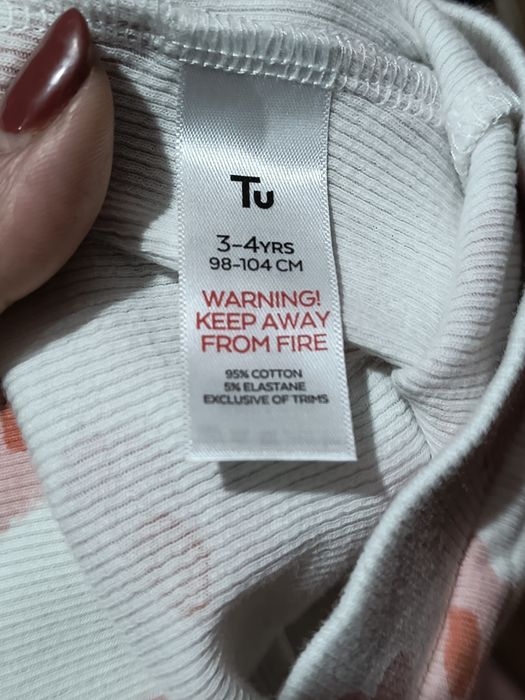 Tu
3-4YRS
98-104 CM
WARNING!
KEEP AWAY
FROM FIRE
95% COTTON
5% ELASTANE
EXCLUSIVE OF TRIMS